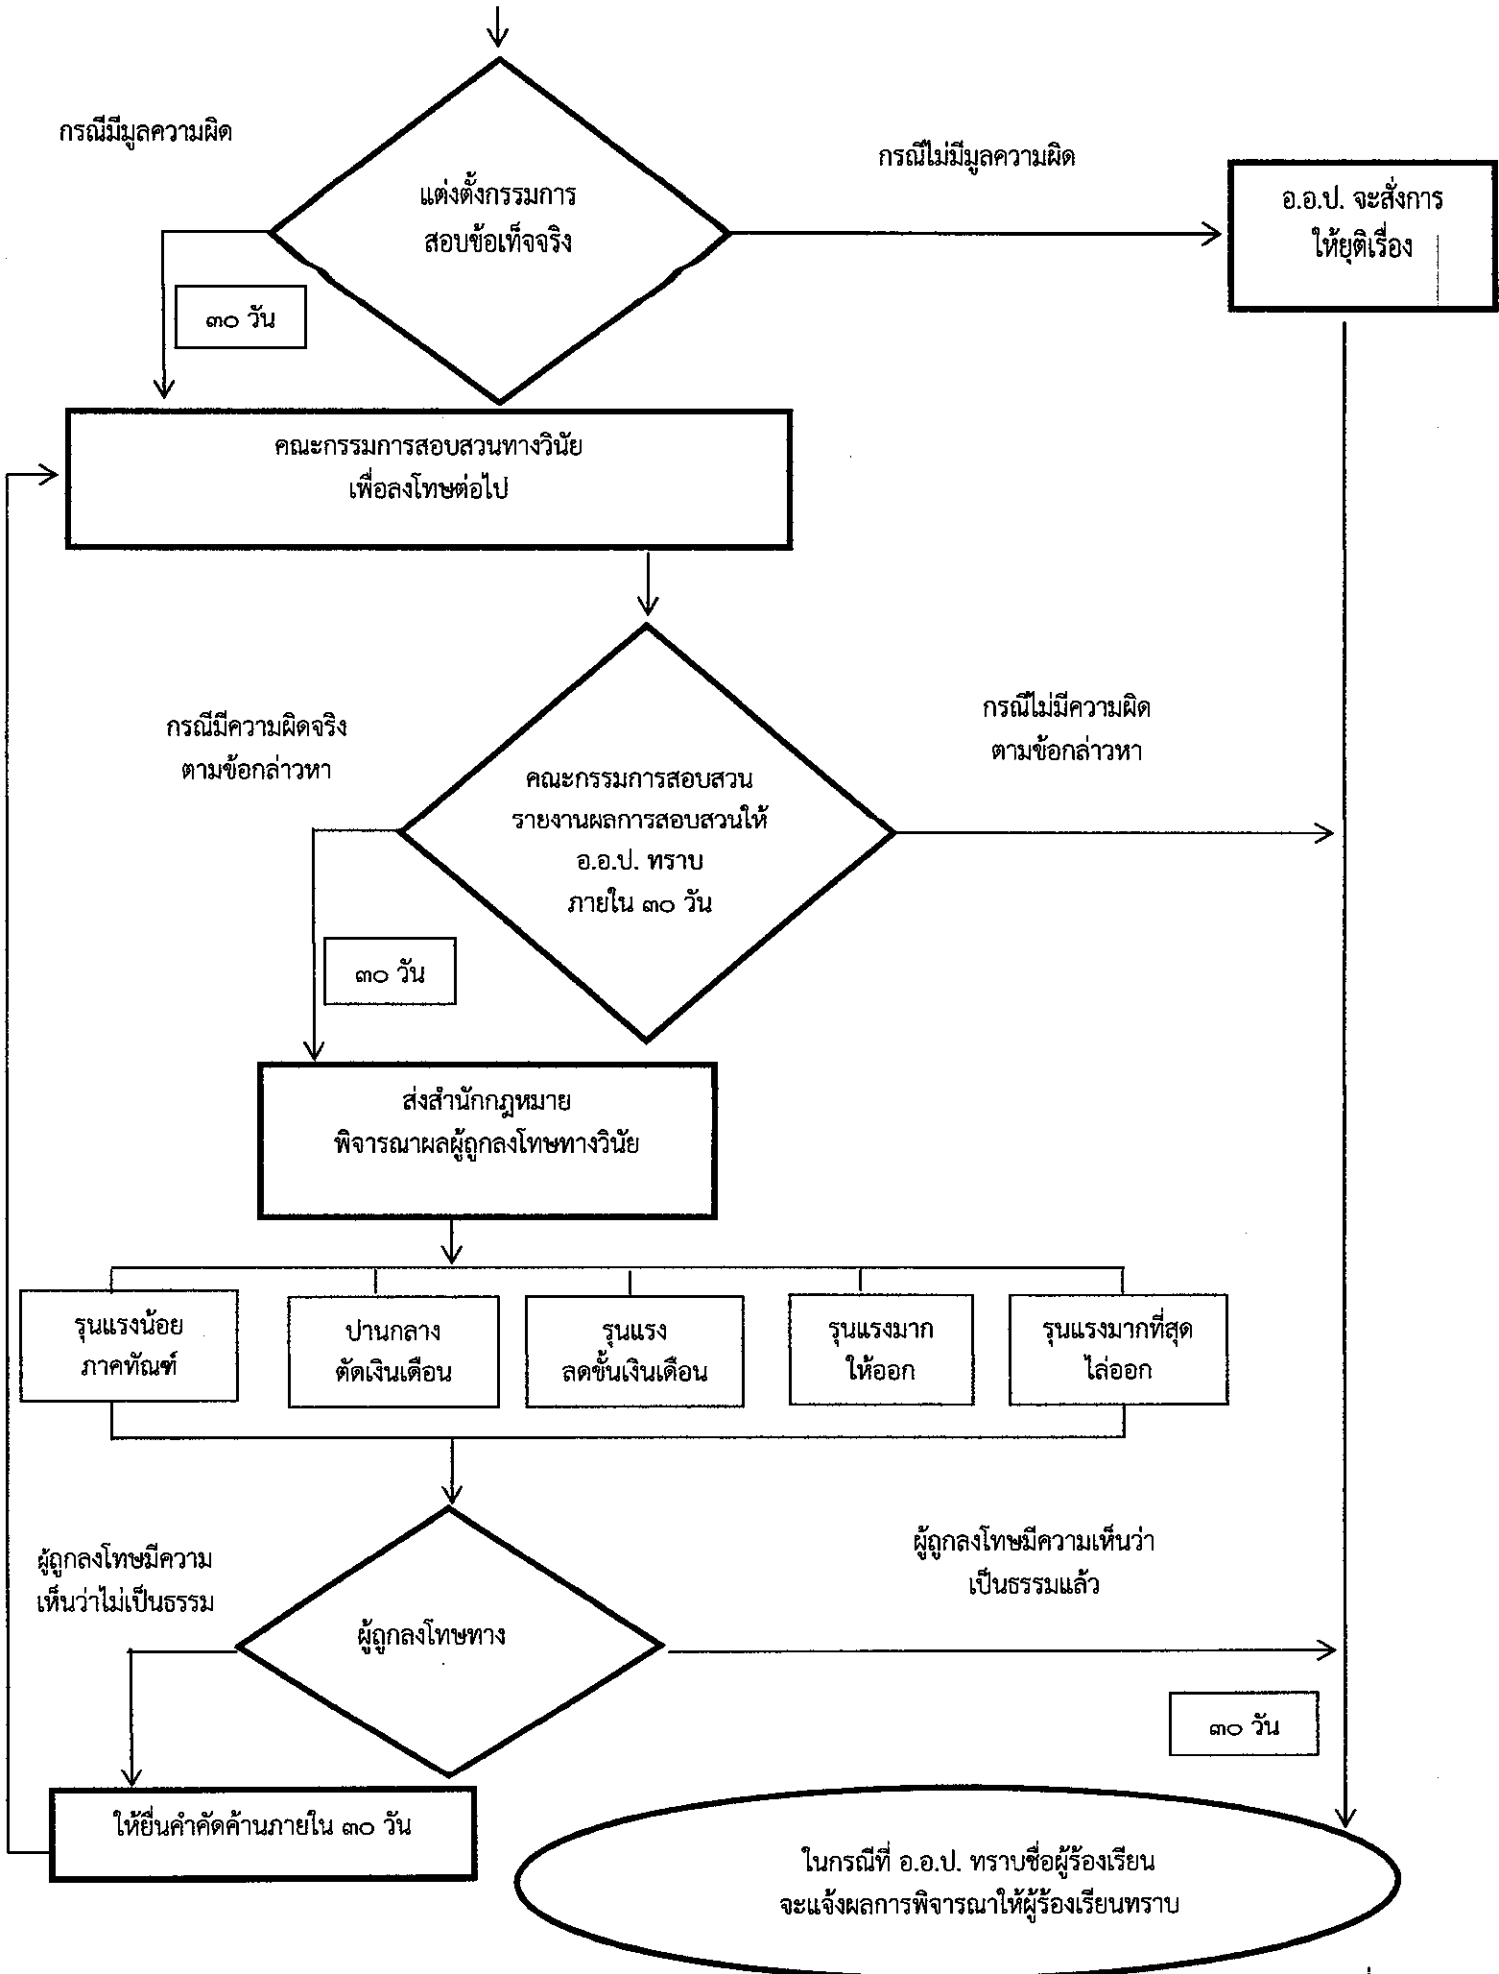 กรณีมีมูลความผิด
กรณีไม่มีมูลความผิด
แต่งตั้งกรรมการ
สอบข้อเท็จจริง
อ.อ.ป. จะสั่งการ
ให้ยุติเรื่อง
๓๐ วัน
คณะกรรมการสอบสวนทางวินัย
เพื่อลงโทษต่อไป
กรณีมีความผิดจริง
ตามข้อกล่าวหา
กรณีไม่มีความผิด
ตามข้อกล่าวหา
คณะกรรมการสอบสวน
รายงานผลการสอบสวนให้
อ.อ.ป. ทราบ
ภายใน ๓๐ วัน
๓๐ วัน
ส่งสำนักกฎหมาย
พิจารณาผลผู้ถูกลงโทษทางวินัย
รุนแรงน้อย
ภาคทัณฑ์
ปานกลาง
ตัดเงินเดือน
รุนแรง
ลดขั้นเงินเดือน
รุนแรงมาก
ให้ออก
รุนแรงมากที่สุด
ไล่ออก
ผู้ถูกลงโทษมีความ
เห็นว่าไม่เป็นธรรม
ผู้ถูกลงโทษมีความเห็นว่า
เป็นธรรมแล้ว
ผู้ถูกลงโทษทาง
๓๐ วัน
ให้ยื่นคำคัดค้านภายใน ๓๐ วัน
ในกรณีที่ อ.อ.ป. ทราบชื่อผู้ร้องเรียน
จะแจ้งผลการพิจารณาให้ผู้ร้องเรียนทราบ